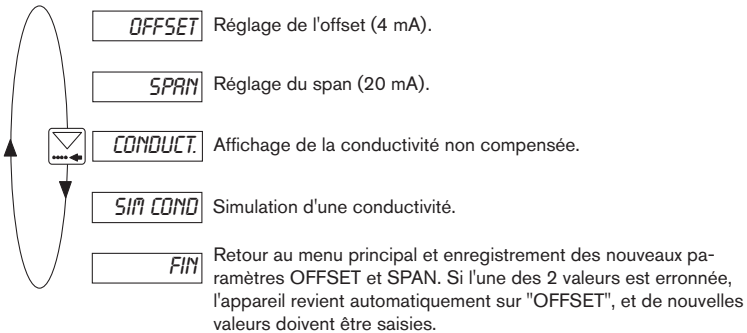 OFFSET Réglage de l'offset (4 mA).
SPAN Réglage du span (20 mA).
CONDUCT. Affichage de la conductivité non compensée.
SIM COND Simulation d'une conductivité.
FIN Retour au menu principal et enregistrement des nouveaux pa-
ramètres OFFSET et SPAN. Si l'une des 2 valeurs est erronnée,
l'appareil revient automatiquement sur "OFFSET", et de nouvelles
valeurs doivent être saisies.